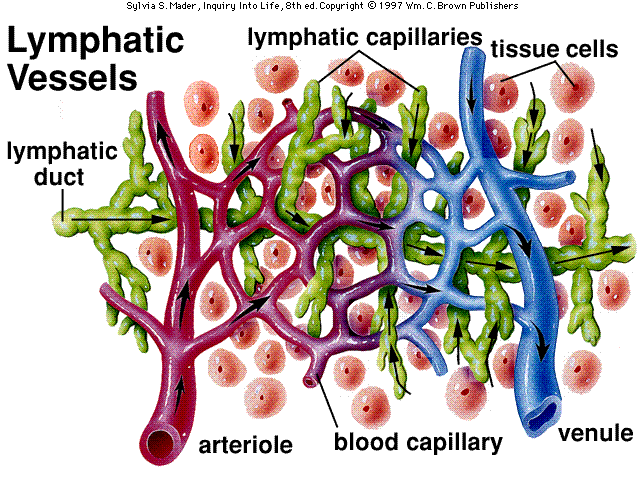 Sylvia S. Mader, Inquiry Into Life, 8th ed. Copyright © 1997 Wm. C. Brown Publishers
Lymphatic
Vessels
lymphatic capillaries
tissue cells
lymphatic
duct
arteriole
blood capillary
venule